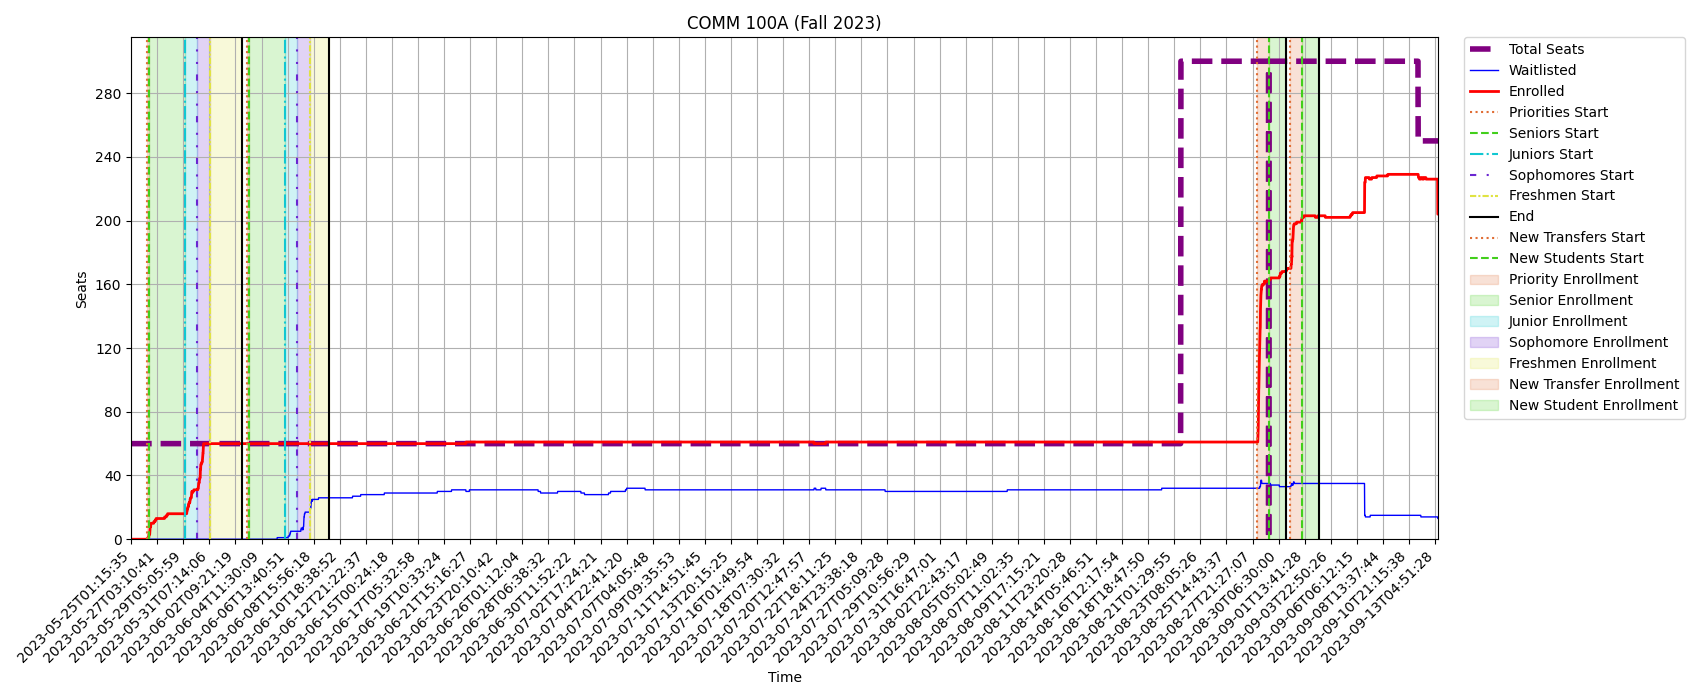 COMM 100A (Fall 2023)
Seats
280
240
200
160
120
80
40
0
2023-05-25T01:15:35
2023-05-27T03:10:41
2023-05-29T05:05:59
2023-05-31T07:14:06
2023-06-02T09:21:19
2023-06-04T11:30:09
2023-06-06T13:40:51
2023-06-08T15:56:18
2023-06-10T18:38:52
2023-06-12T21:22:37
2023-06-15T00:24:18
2023-06-17T05:32:58
2023-06-19T10:33:24
2023-06-21T15:16:27
2023-06-23T20:10:42
2023-06-26T01:12:04
2023-06-28T06:38:32
2023-06-30T11:52:22
2023-07-02T17:24:21
2023-07-04T22:41:20
2023-07-07T04:05:48
2023-07-09T09:35:53
2023-07-11T14:51:45
2023-07-13T20:15:25
2023-07-16T01:49:54
2023-07-18T07:30:32
2023-07-20T12:47:57
2023-07-22T18:11:25
2023-07-24T23:38:18
2023-07-27T05:09:28
2023-07-29T10:56:29
2023-07-31T16:47:01
2023-08-02T22:43:17
2023-08-05T05:02:49
2023-08-07T11:02:35
2023-08-09T17:15:21
2023-08-11T23:20:28
2023-08-14T05:46:51
2023-08-16T12:17:54
2023-08-18T18:47:50
2023-08-21T01:29:55
2023-08-23T08:05:26
2023-08-25T14:43:37
2023-08-27T21:27:07
2023-08-30T06:30:00
2023-09-01T13:41:28
2023-09-03T22:50:26
2023-09-06T06:12:15
2023-09-08T13:37:44
2023-09-10T21:15:38
2023-09-13T04:51:28
Time
Total Seats
Waitlisted
Enrolled
Priorities Start
Seniors Start
Juniors Start
Sophomores Start
Freshmen Start
End
New Transfers Start
New Students Start
Priority Enrollment
Senior Enrollment
Junior Enrollment
Sophomore Enrollment
Freshmen Enrollment
New Transfer Enrollment
New Student Enrollment